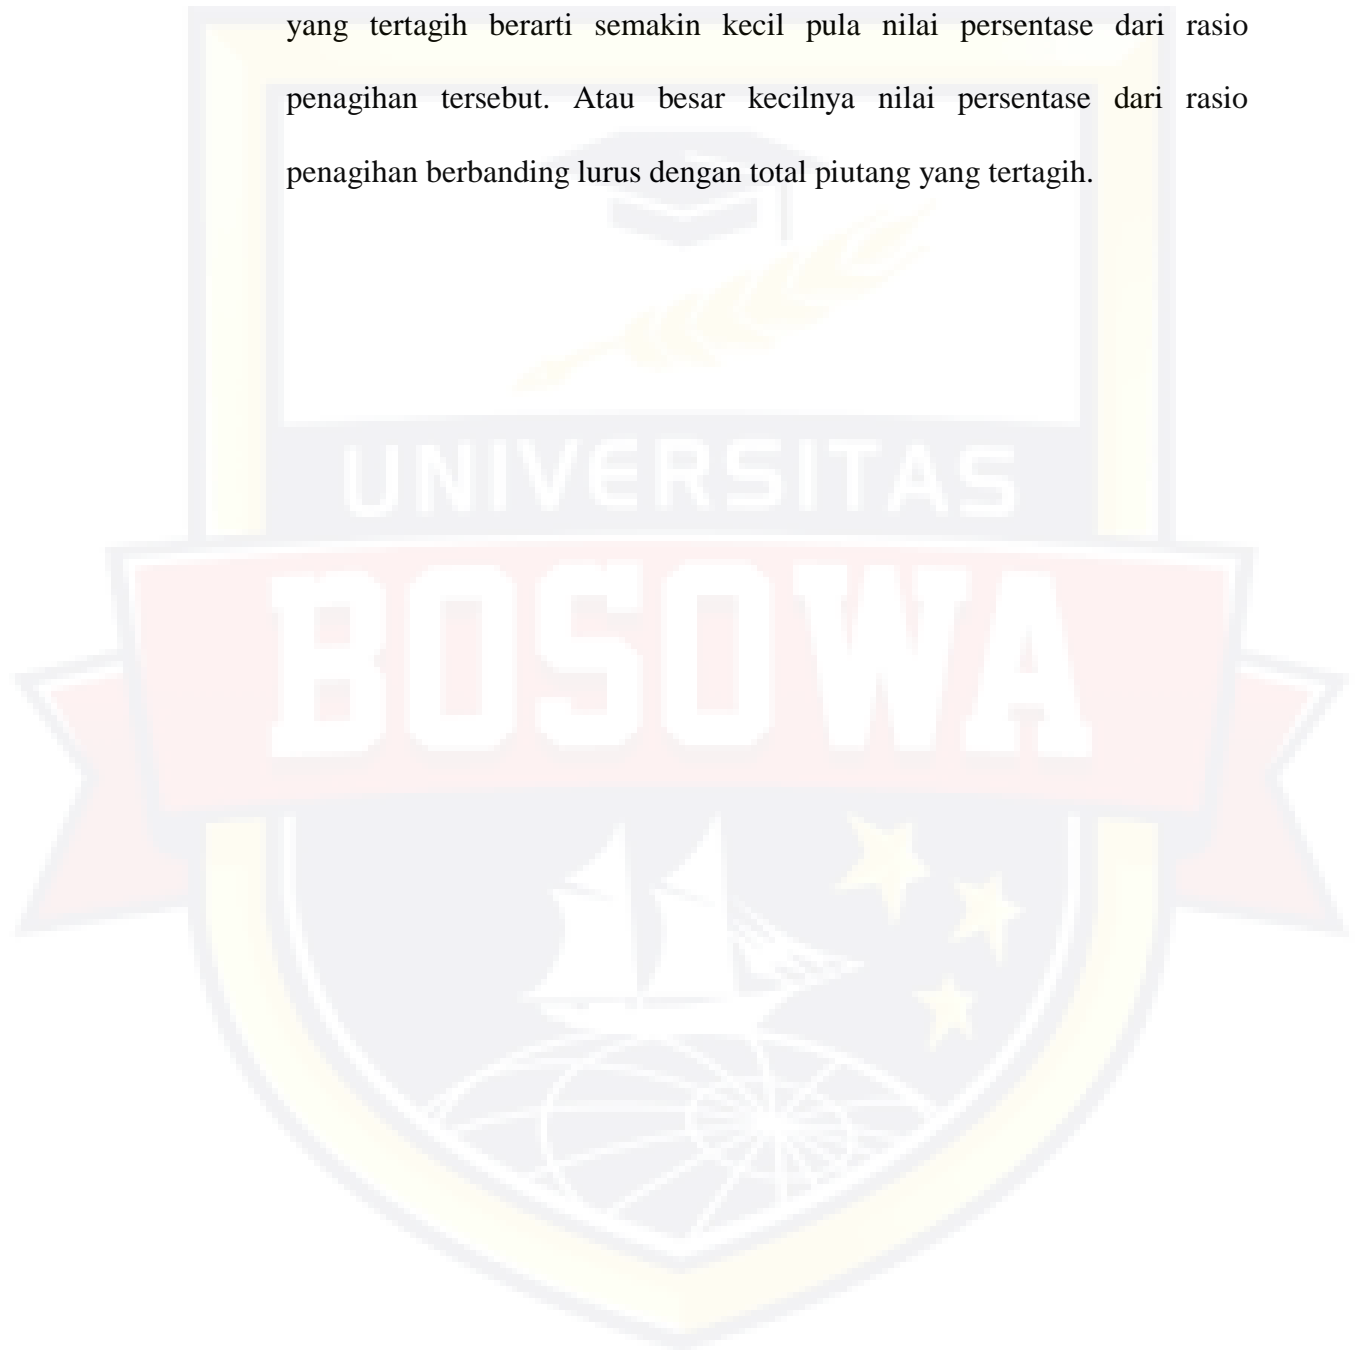 yang tertagih berarti semakin kecil pula nilai persentase dari rasio
penagihan tersebut. Atau besar kecilnya nilai persentase dari rasio
penagihan berbanding lurus dengan total piutang yang tertagih.
UNIVERSITAS
BOSOWA